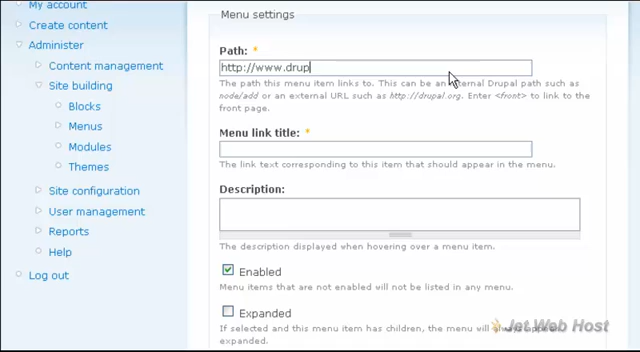 My account
Create content
Administer
Content management
Site building
Blocks
Menus
Modules
Themes
Site configuration
User management
Reports
Help
Log out
Menu settings
Path: *
http://www.drup
The path this menu item links to. This can be an internal Drupal path such as
node/add or an external URL such as http://drupal.org. Enter <front> to link to the
front page.
Menu link title: *
The link text corresponding to this item that should appear in the menu.
Description:
The description displayed when hovering over a menu item.
Enabled
Menu items that are not enabled will not be listed in any menu.
Expanded
If selected and this menu item has children, the menu will always appear
expanded.
Jet Web Host